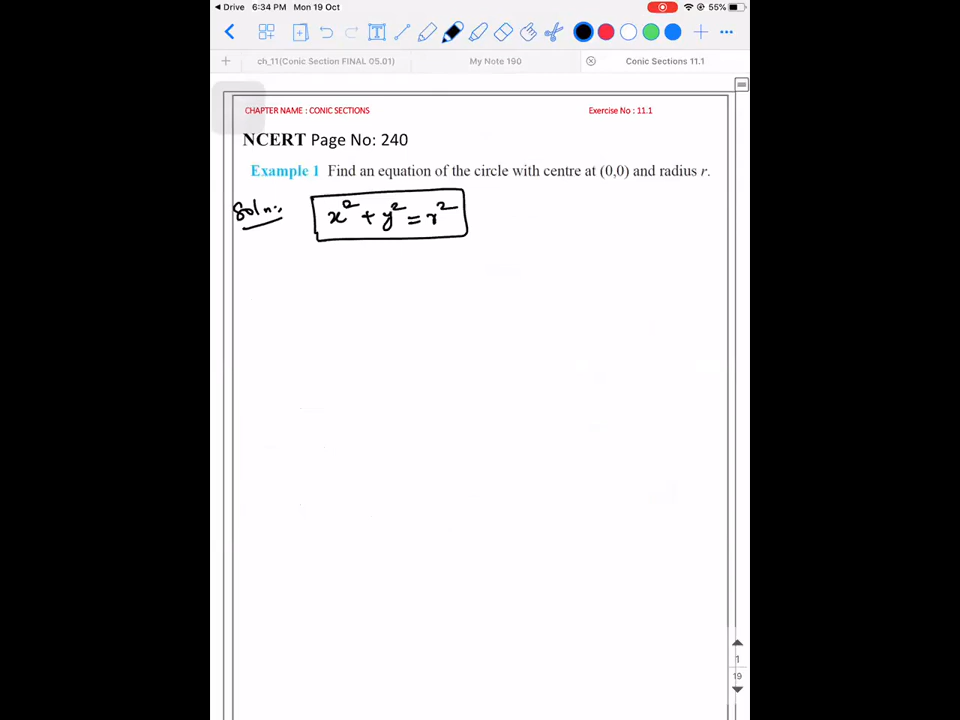 Drive 6:34 PM Mon 19 Oct 55%
ch_11(Conic Section FINAL 05.01) My Note 190 Conic Sections 11.1
CHAPTER NAME : CONIC SECTIONS Exercise No : 11.1
NCERT Page No: 240
Example 1 Find an equation of the circle with centre at (0,0) and radius r.
Soln:
x² + y² = r²
1
19